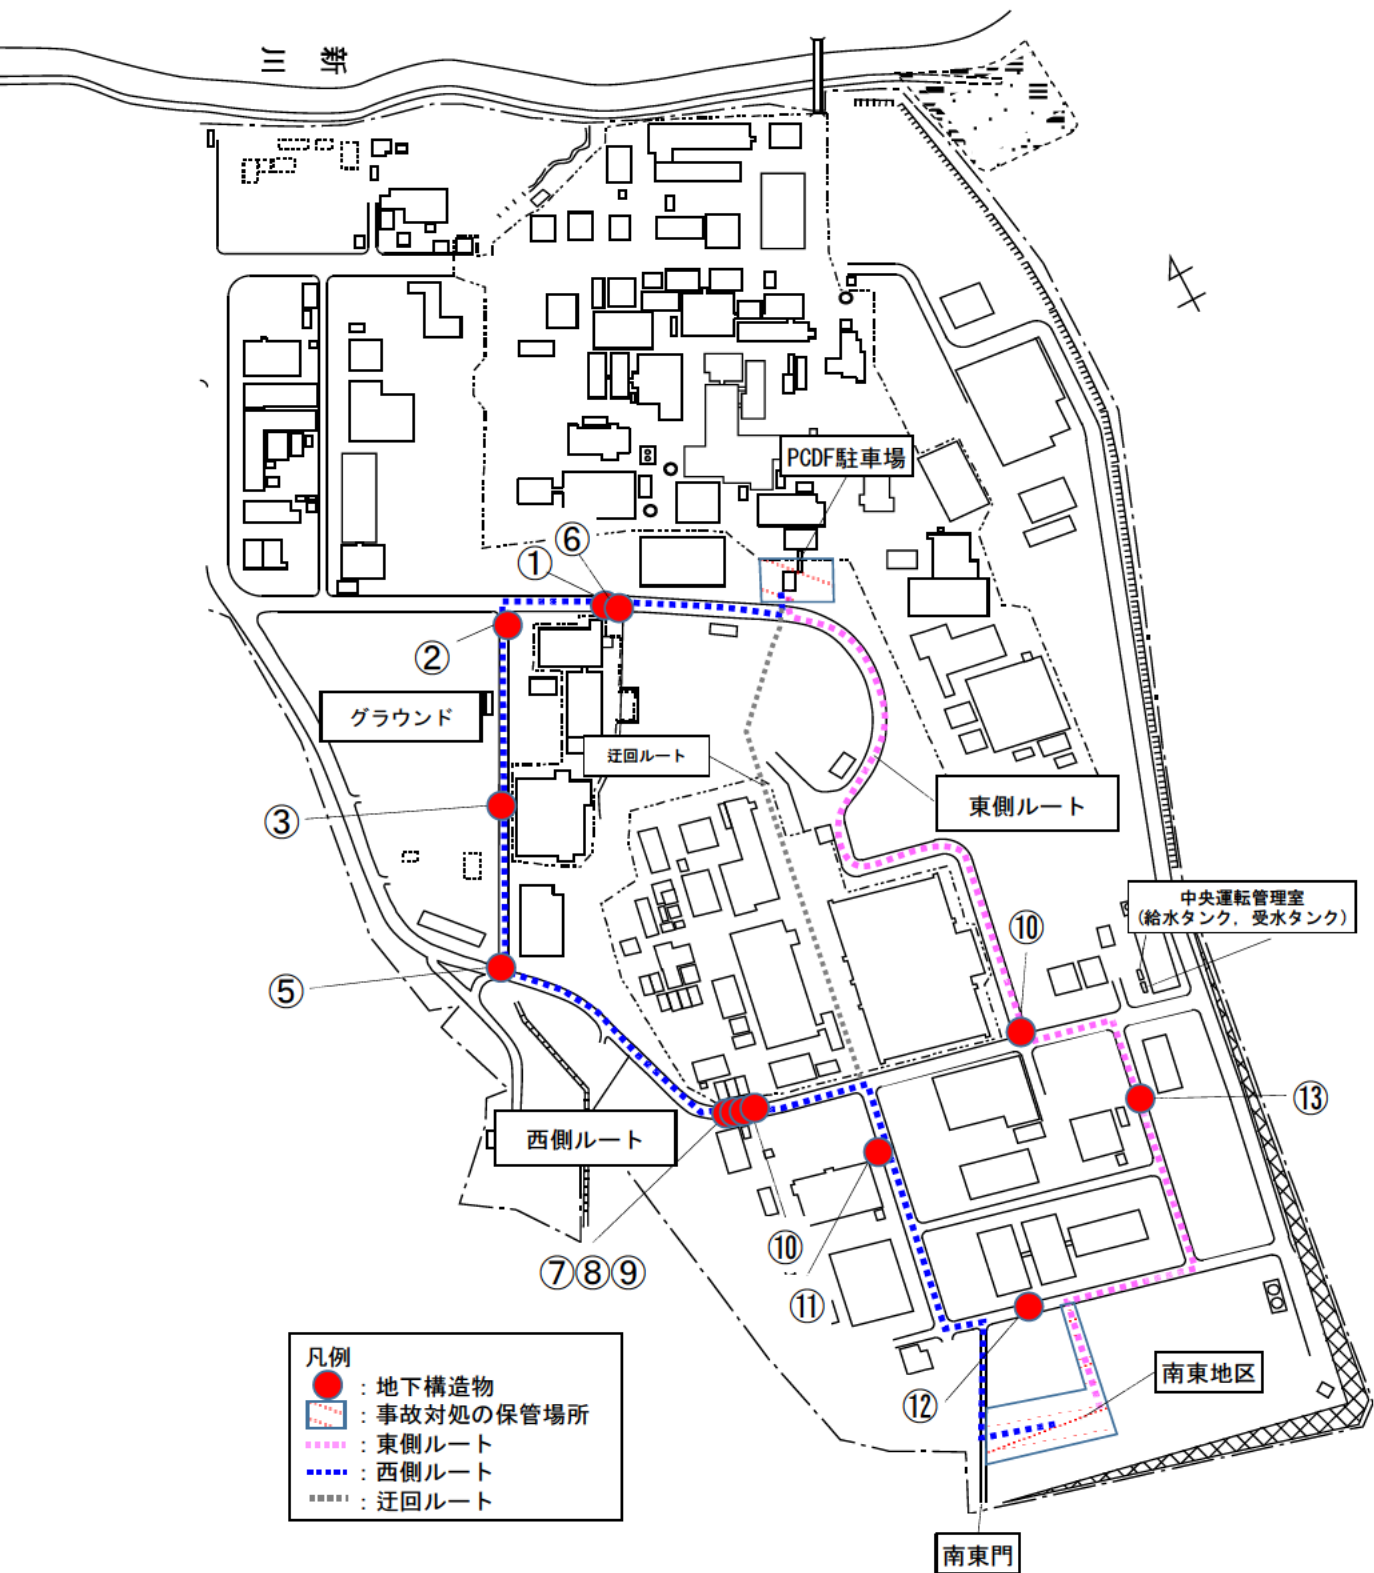 新川
PCDF駐車場
⑥
①
②
グラウンド
迂回ルート
③
東側ルート
中央運転管理室
(給水タンク，受水タンク)
⑩
⑤
⑬
西側ルート
⑩
⑦⑧⑨
⑪
南東地区
⑫
凡例
：地下構造物
：事故対処の保管場所
：東側ルート
：西側ルート
：迂回ルート
南東門